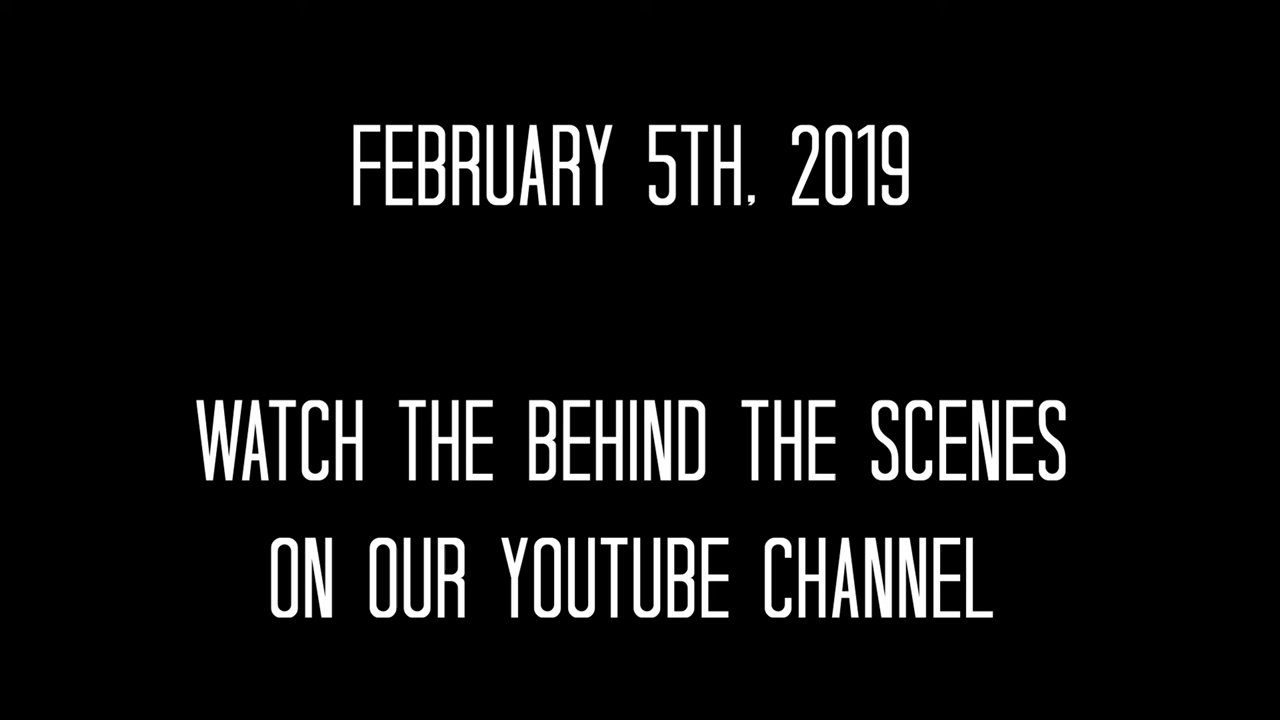 FEBRUARY 5TH, 2019
WATCH THE BEHIND THE SCENES
ON OUR YOUTUBE CHANNEL